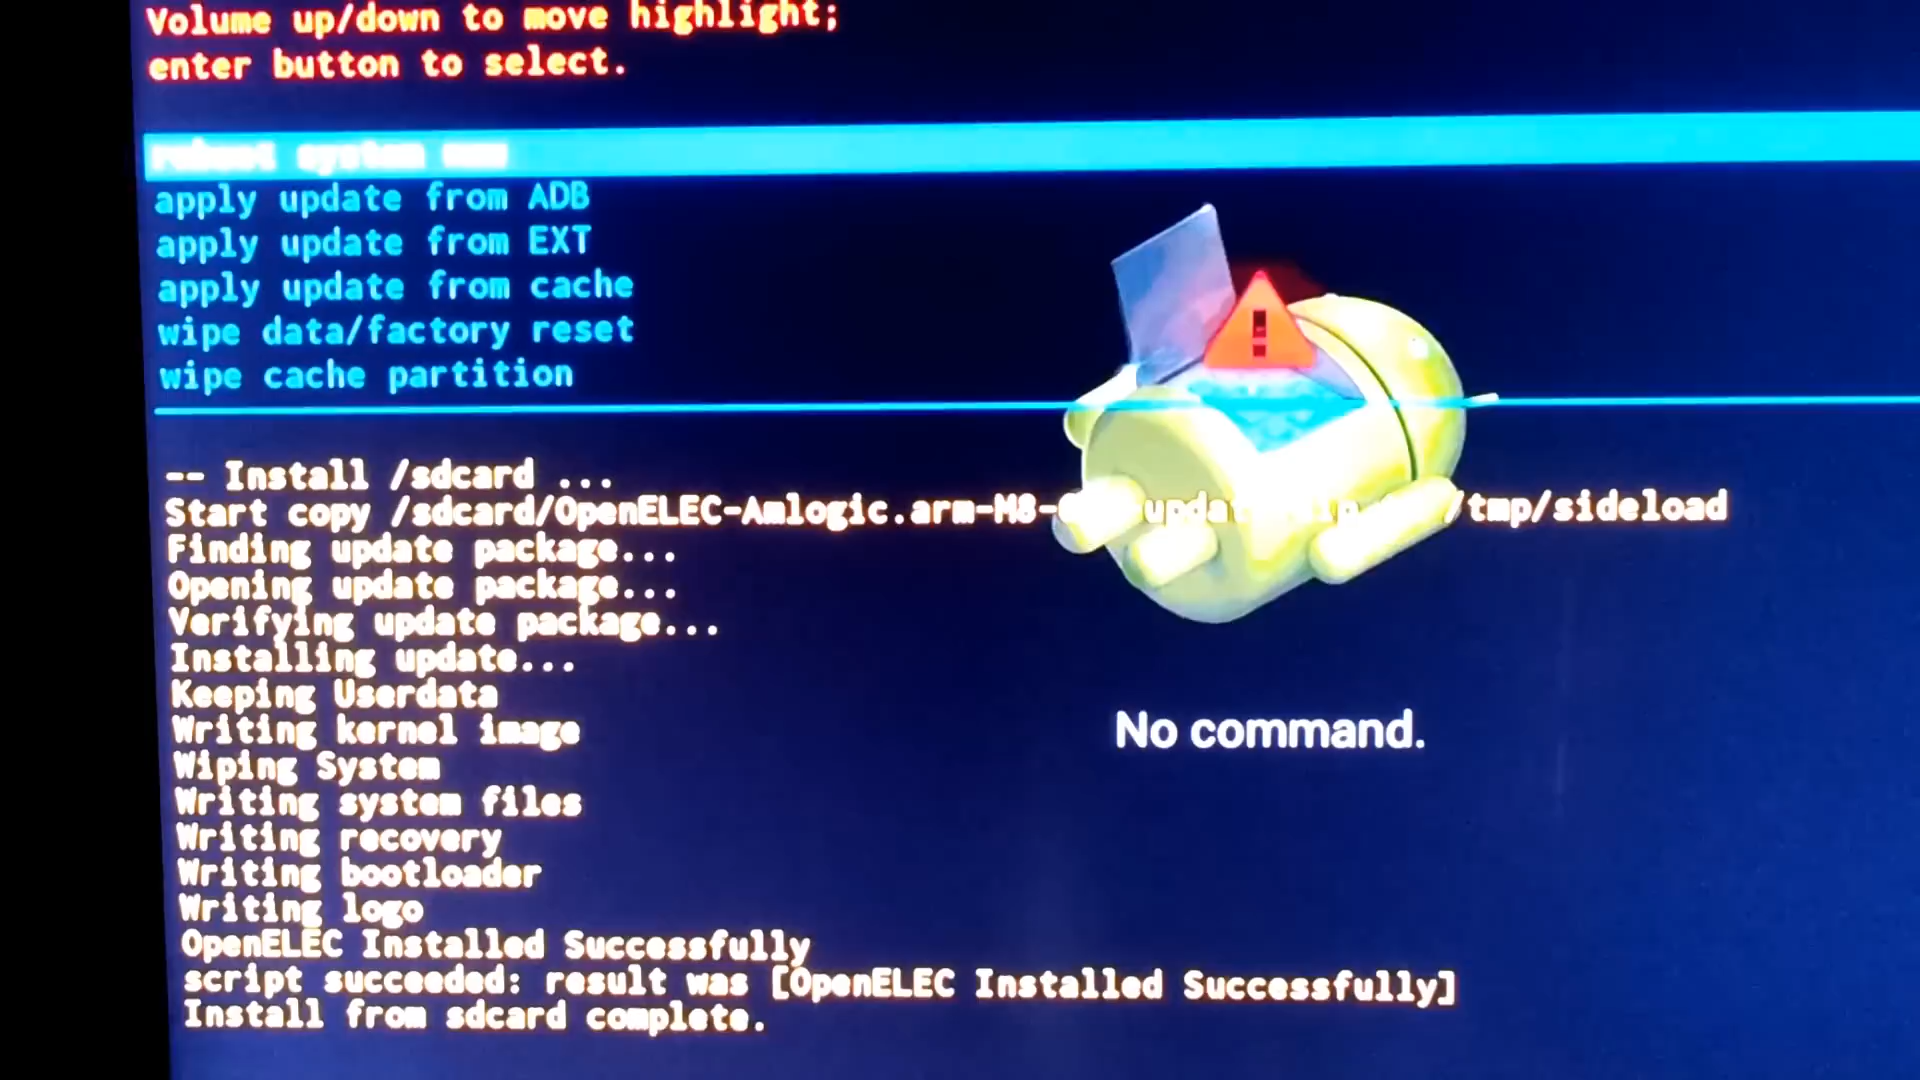 Volume up/down to move highlight;
enter button to select.
reboot system now
apply update from ADB
apply update from EXT
apply update from cache
wipe data/factory reset
wipe cache partition
-- Install /sdcard ...
Start copy /sdcard/OpenELEC-Amlogic.arm-M8- /tmp/sideload
Finding update package...
Opening update package...
Verifying update package...
Installing update...
Keeping Userdata
Writing kernel image
Wiping System
Writing system files
Writing recovery
Writing bootloader
Writing logo
OpenELEC Installed Successfully
script succeeded: result was [OpenELEC Installed Successfully]
Install from sdcard complete.
No command.